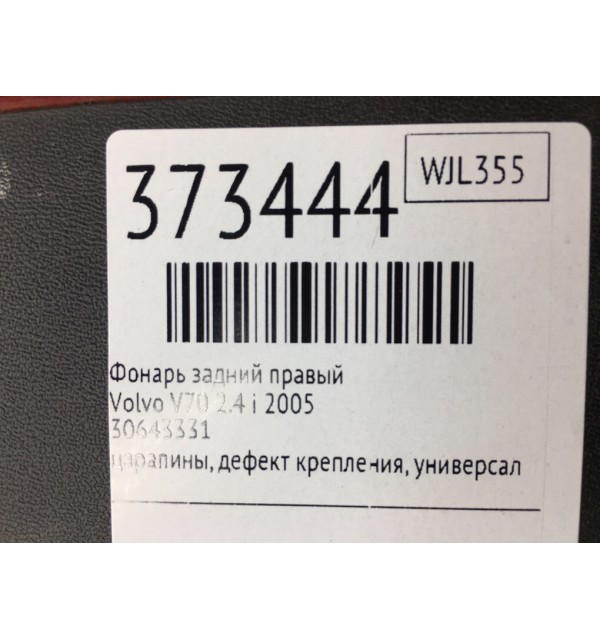 373444
WJL355
Фонарь задний правый
Volvo V70 2.4 i 2005
30643331
царапины, дефект крепления, универсал